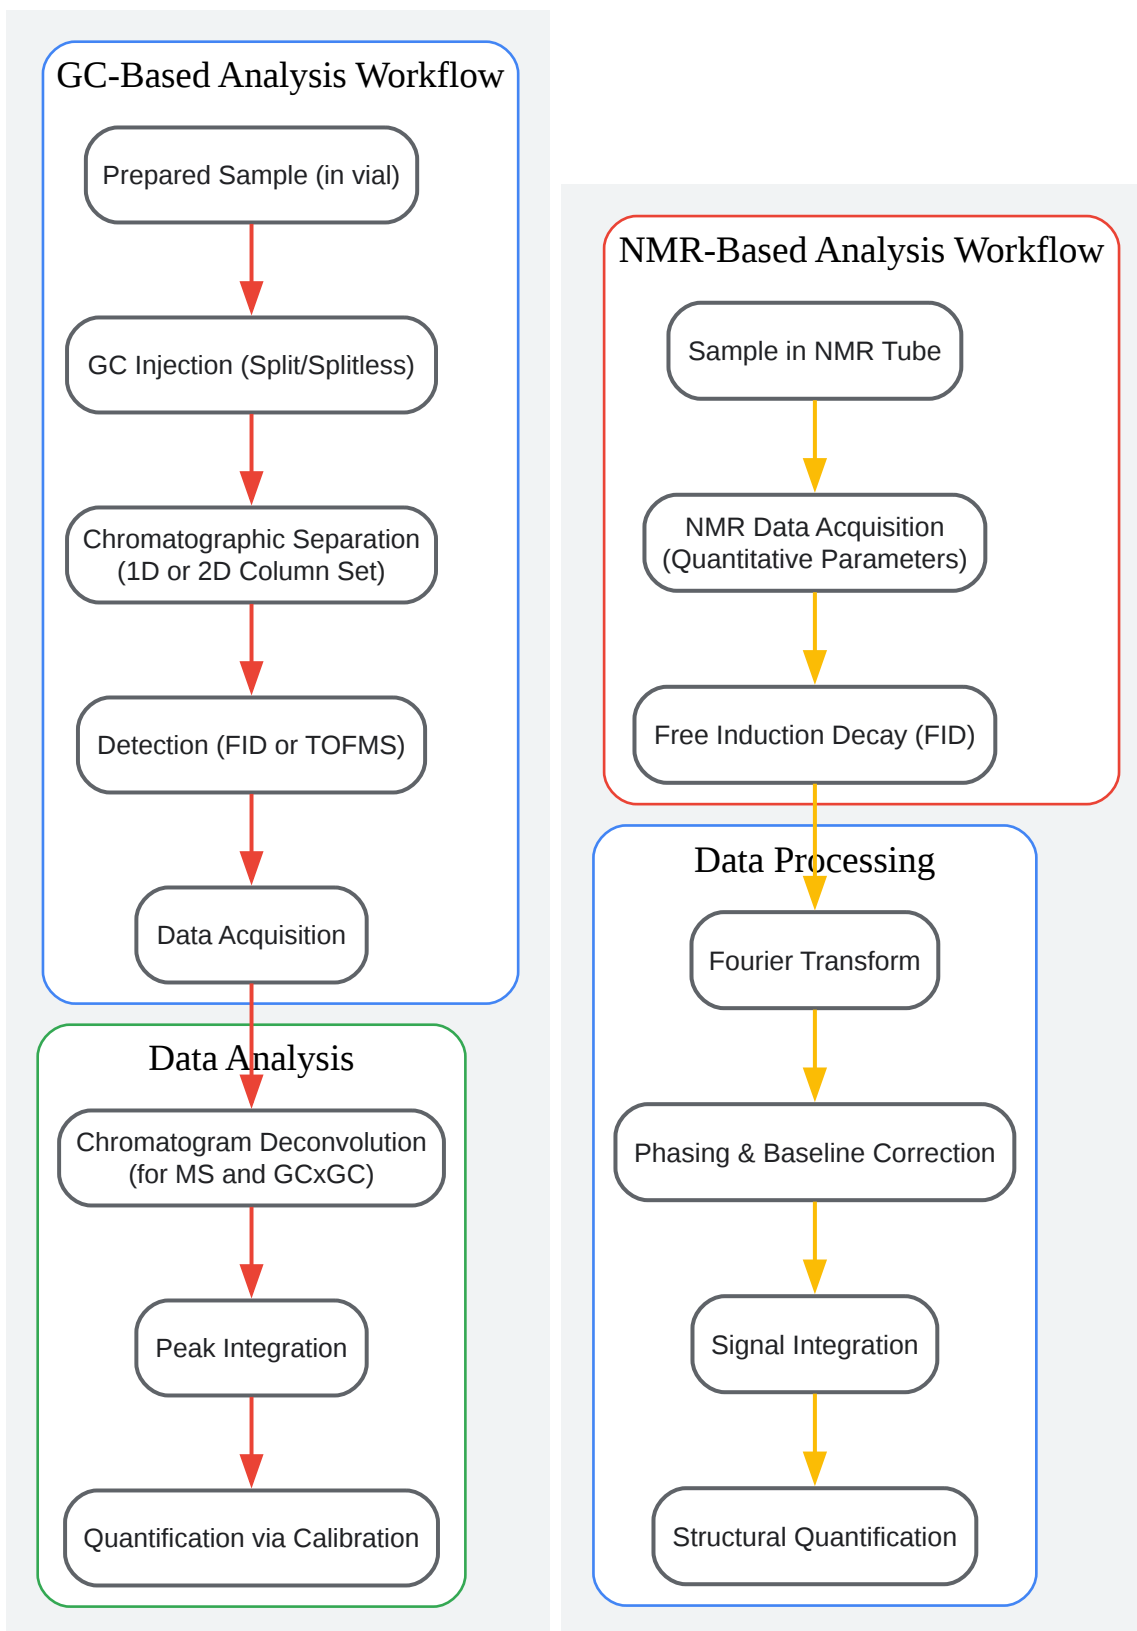 GC-Based Analysis Workflow
Prepared Sample (in vial)
GC Injection (Split/Splitless)
Chromatographic Separation
(1D or 2D Column Set)
Detection (FID or TOFMS)
Data Acquisition
Data Analysis
Chromatogram Deconvolution
(for MS and GCxGC)
Peak Integration
Quantification via Calibration
NMR-Based Analysis Workflow
Sample in NMR Tube
NMR Data Acquisition
(Quantitative Parameters)
Free Induction Decay (FID)
Data Processing
Fourier Transform
Phasing & Baseline Correction
Signal Integration
Structural Quantification